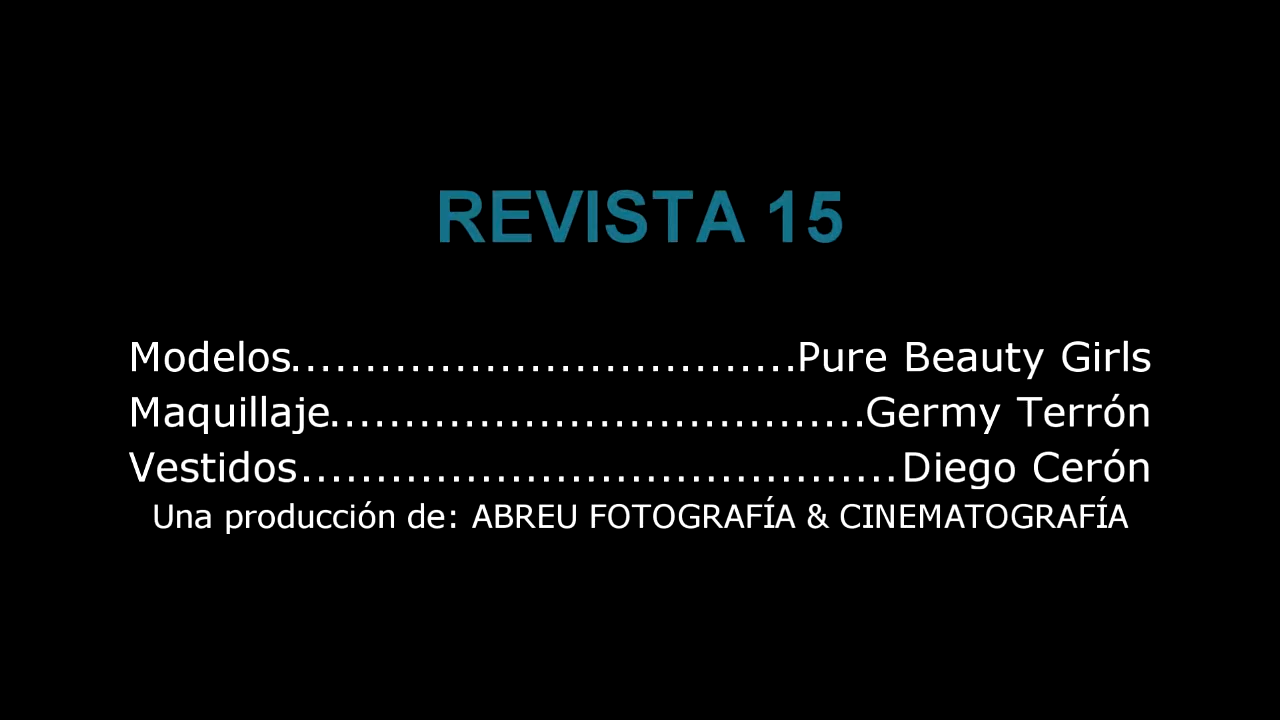 REVISTA 15
Modelos..................................Pure Beauty Girls
Maquillaje....................................Germy Terrón
Vestidos........................................Diego Cerón
Una producción de: ABREU FOTOGRAFÍA & CINEMATOGRAFÍA